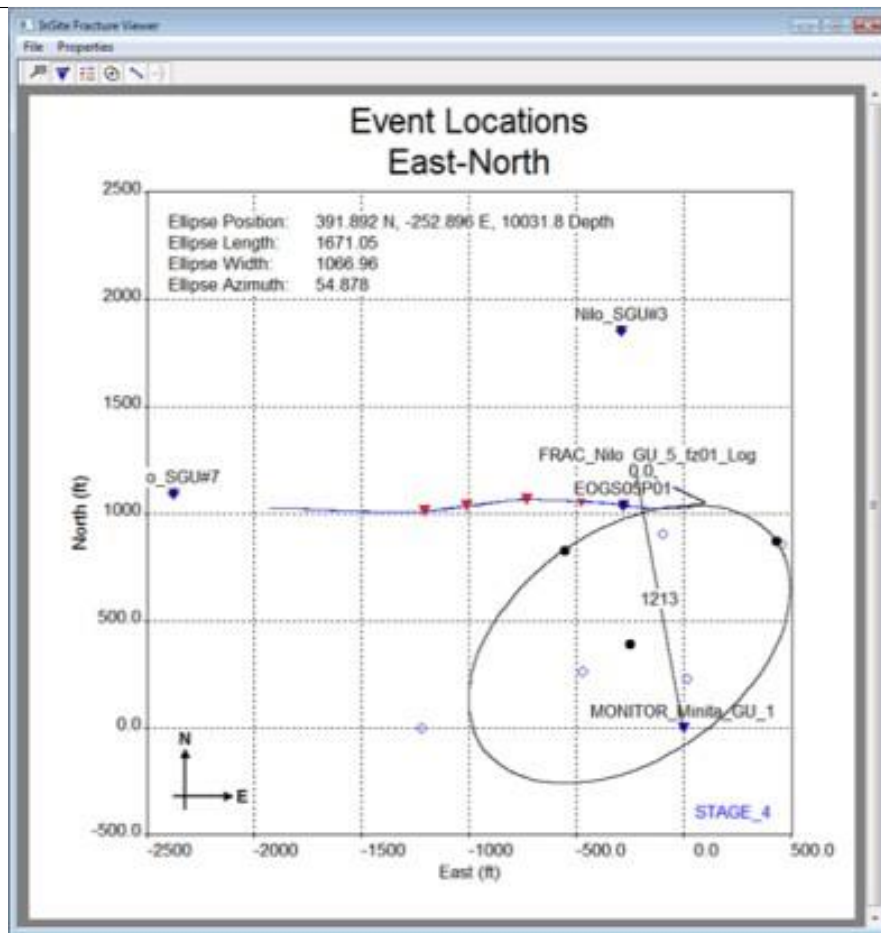 InSite Fracture Viewer
File Properties
Event Locations
East-North
2500
Ellipse Position: 391.892 N, -252.896 E, 10031.8 Depth
Ellipse Length: 1671.05
Ellipse Width: 1066.96
Ellipse Azimuth: 54.878
2000
Nilo_SGU#3
1500
FRAC_Nilo GU_5_fz01_Log
o_SGU#7
0.0
EOGS05P01
1000
North (ft)
500.0
1213
MONITOR_Minita_GU_1
0.0
N
E
STAGE_4
-500.0
-2500 -2000 -1500 -1000 -500.0 0.0 500.0
East (ft)